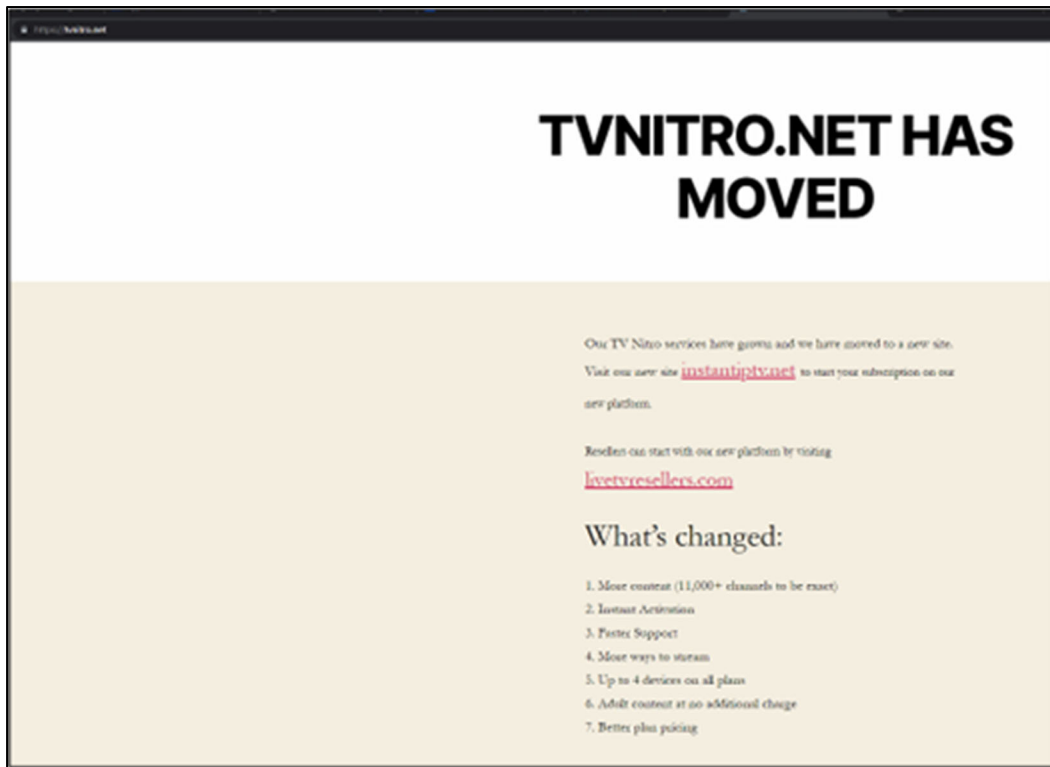 https://tvnitro.net
TVNITRO.NET HAS
MOVED
Our TV Nitro services have grown and we have moved to a new site.
Visit our new site instantiptv.net to start your subscription on our
new platform.
Resellers can start with our new platform by visiting
livetvresellers.com
What's changed:
1. More content (11,000+ channels to be exact)
2. Instant Activation
3. Faster Support
4. More ways to stream
5. Up to 4 devices on all plans
6. Adult content at no additional charge
7. Better plan pricing